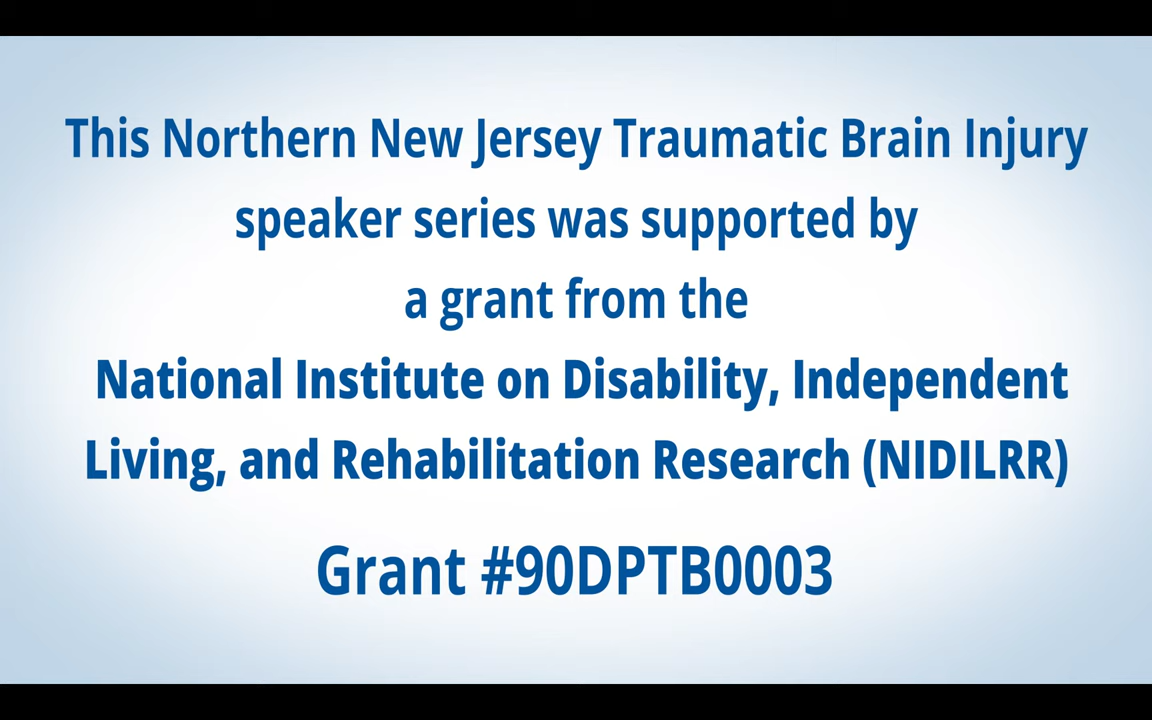 This Northern New Jersey Traumatic Brain Injury
speaker series was supported by
a grant from the
National Institute on Disability, Independent
Living, and Rehabilitation Research (NIDILRR)
Grant #90DPTB0003